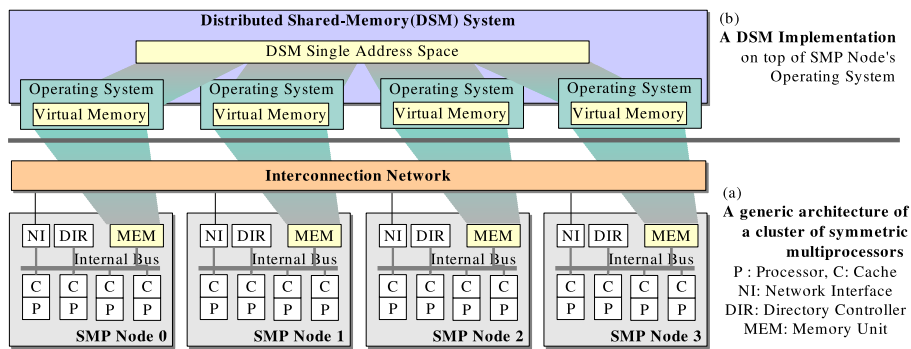 Distributed Shared-Memory(DSM) System
DSM Single Address Space
Operating System
Virtual Memory
Operating System
Virtual Memory
Operating System
Virtual Memory
Operating System
Virtual Memory
(b)
A DSM Implementation
on top of SMP Node's
Operating System
Interconnection Network
NI DIR MEM
Internal Bus
C C C C
P P P P
SMP Node 0
NI DIR MEM
Internal Bus
C C C C
P P P P
SMP Node 1
NI DIR MEM
Internal Bus
C C C C
P P P P
SMP Node 2
NI DIR MEM
Internal Bus
C C C C
P P P P
SMP Node 3
(a)
A generic architecture of
a cluster of symmetric
multiprocessors
P : Processor, C: Cache
NI: Network Interface
DIR: Directory Controller
MEM: Memory Unit